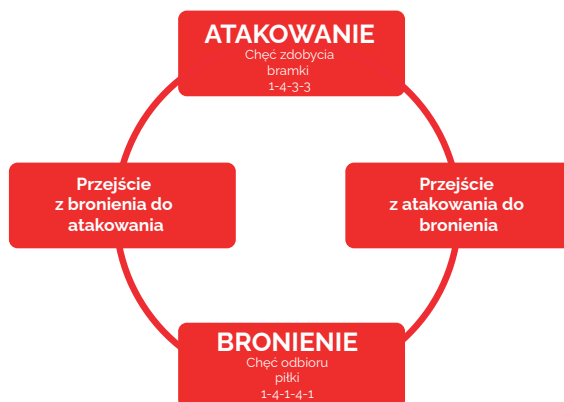 ATAKOWANIE
Chęć zdobycia
bramki
1-4-3-3
Przejście
z bronienia do
atakowania
Przejście
z atakowania do
bronienia
BRONIENIE
Chęć odbioru
piłki
1-4-1-4-1